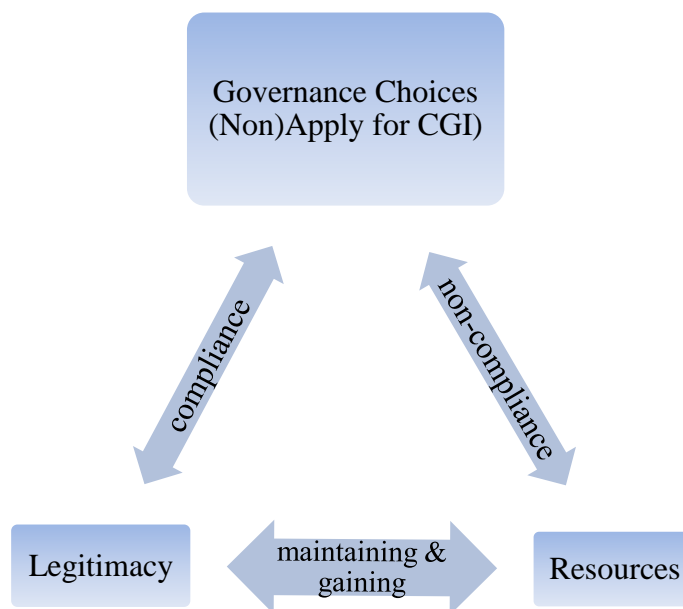 Governance Choices
(Non)Apply for CGI)
compliance
non-compliance
Legitimacy
maintaining &
gaining
Resources